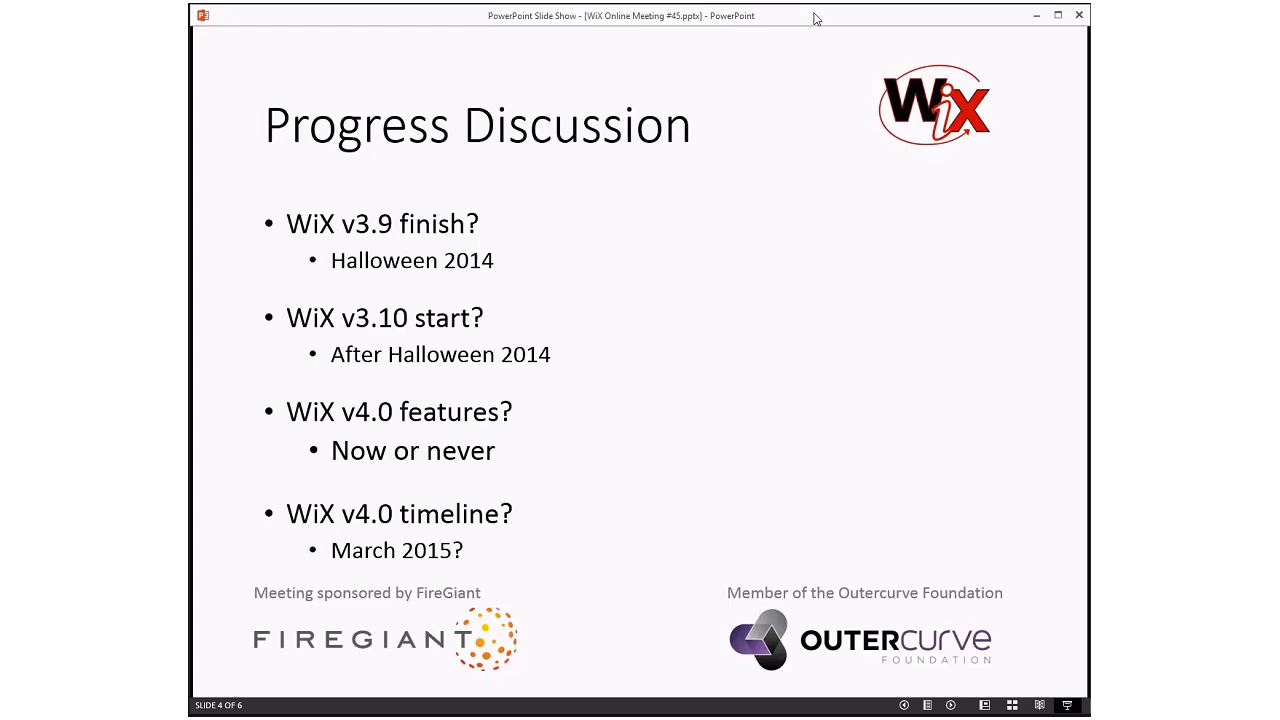 PowerPoint Slide Show - [WiX Online Meeting #45.pptx] - PowerPoint
WiX
Progress Discussion
• WiX v3.9 finish?
• Halloween 2014
• WiX v3.10 start?
• After Halloween 2014
• WiX v4.0 features?
• Now or never
• WiX v4.0 timeline?
• March 2015?
Meeting sponsored by FireGiant
FIREGIANT
Member of the Outercurve Foundation
OUTERCURVE
FOUNDATION
SLIDE 4 OF 6